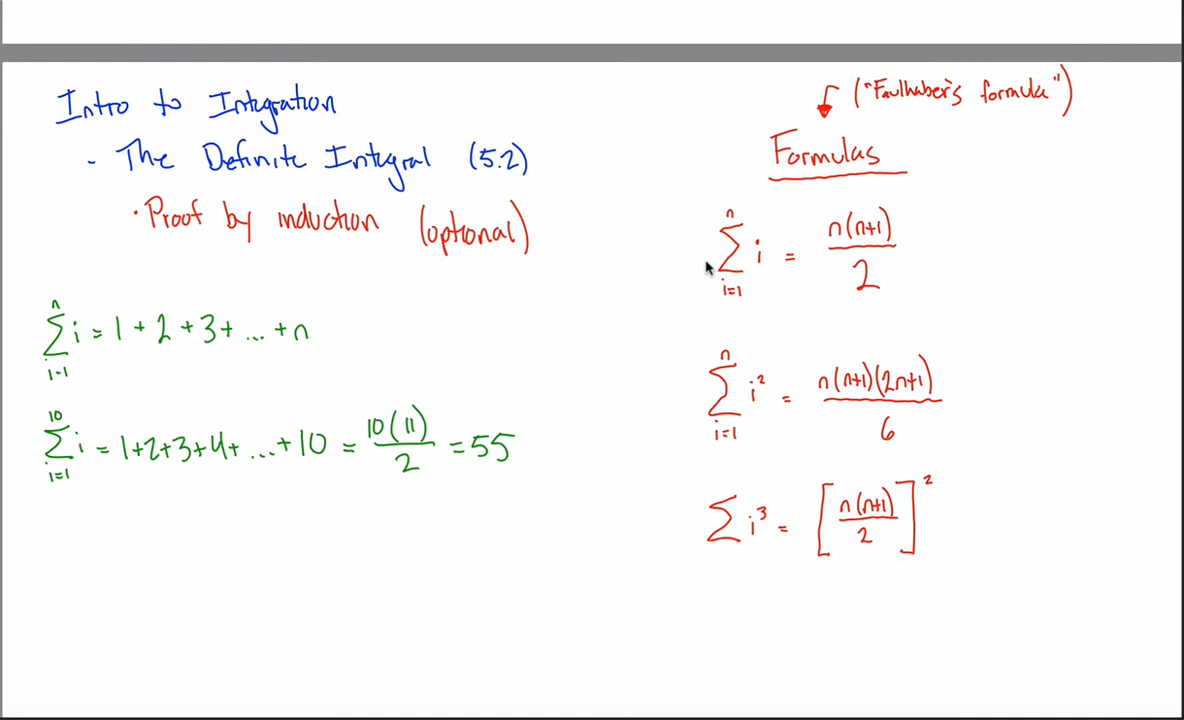 Intro to Integration
- The Definite Integral (5.2)
· Proof by induction (optional)
n
∑ i = 1 + 2 + 3 + ... + n
i=1
10
∑ i = 1+2+3+4+ ... + 10 = 10(11)/2 = 55
i=1
("Faulhaber's formula")
Formulas
n
∑ i = n(n+1)/2
i=1
n
∑ i² = n(n+1)(2n+1)/6
i=1
∑ i³ = [n(n+1)/2]²